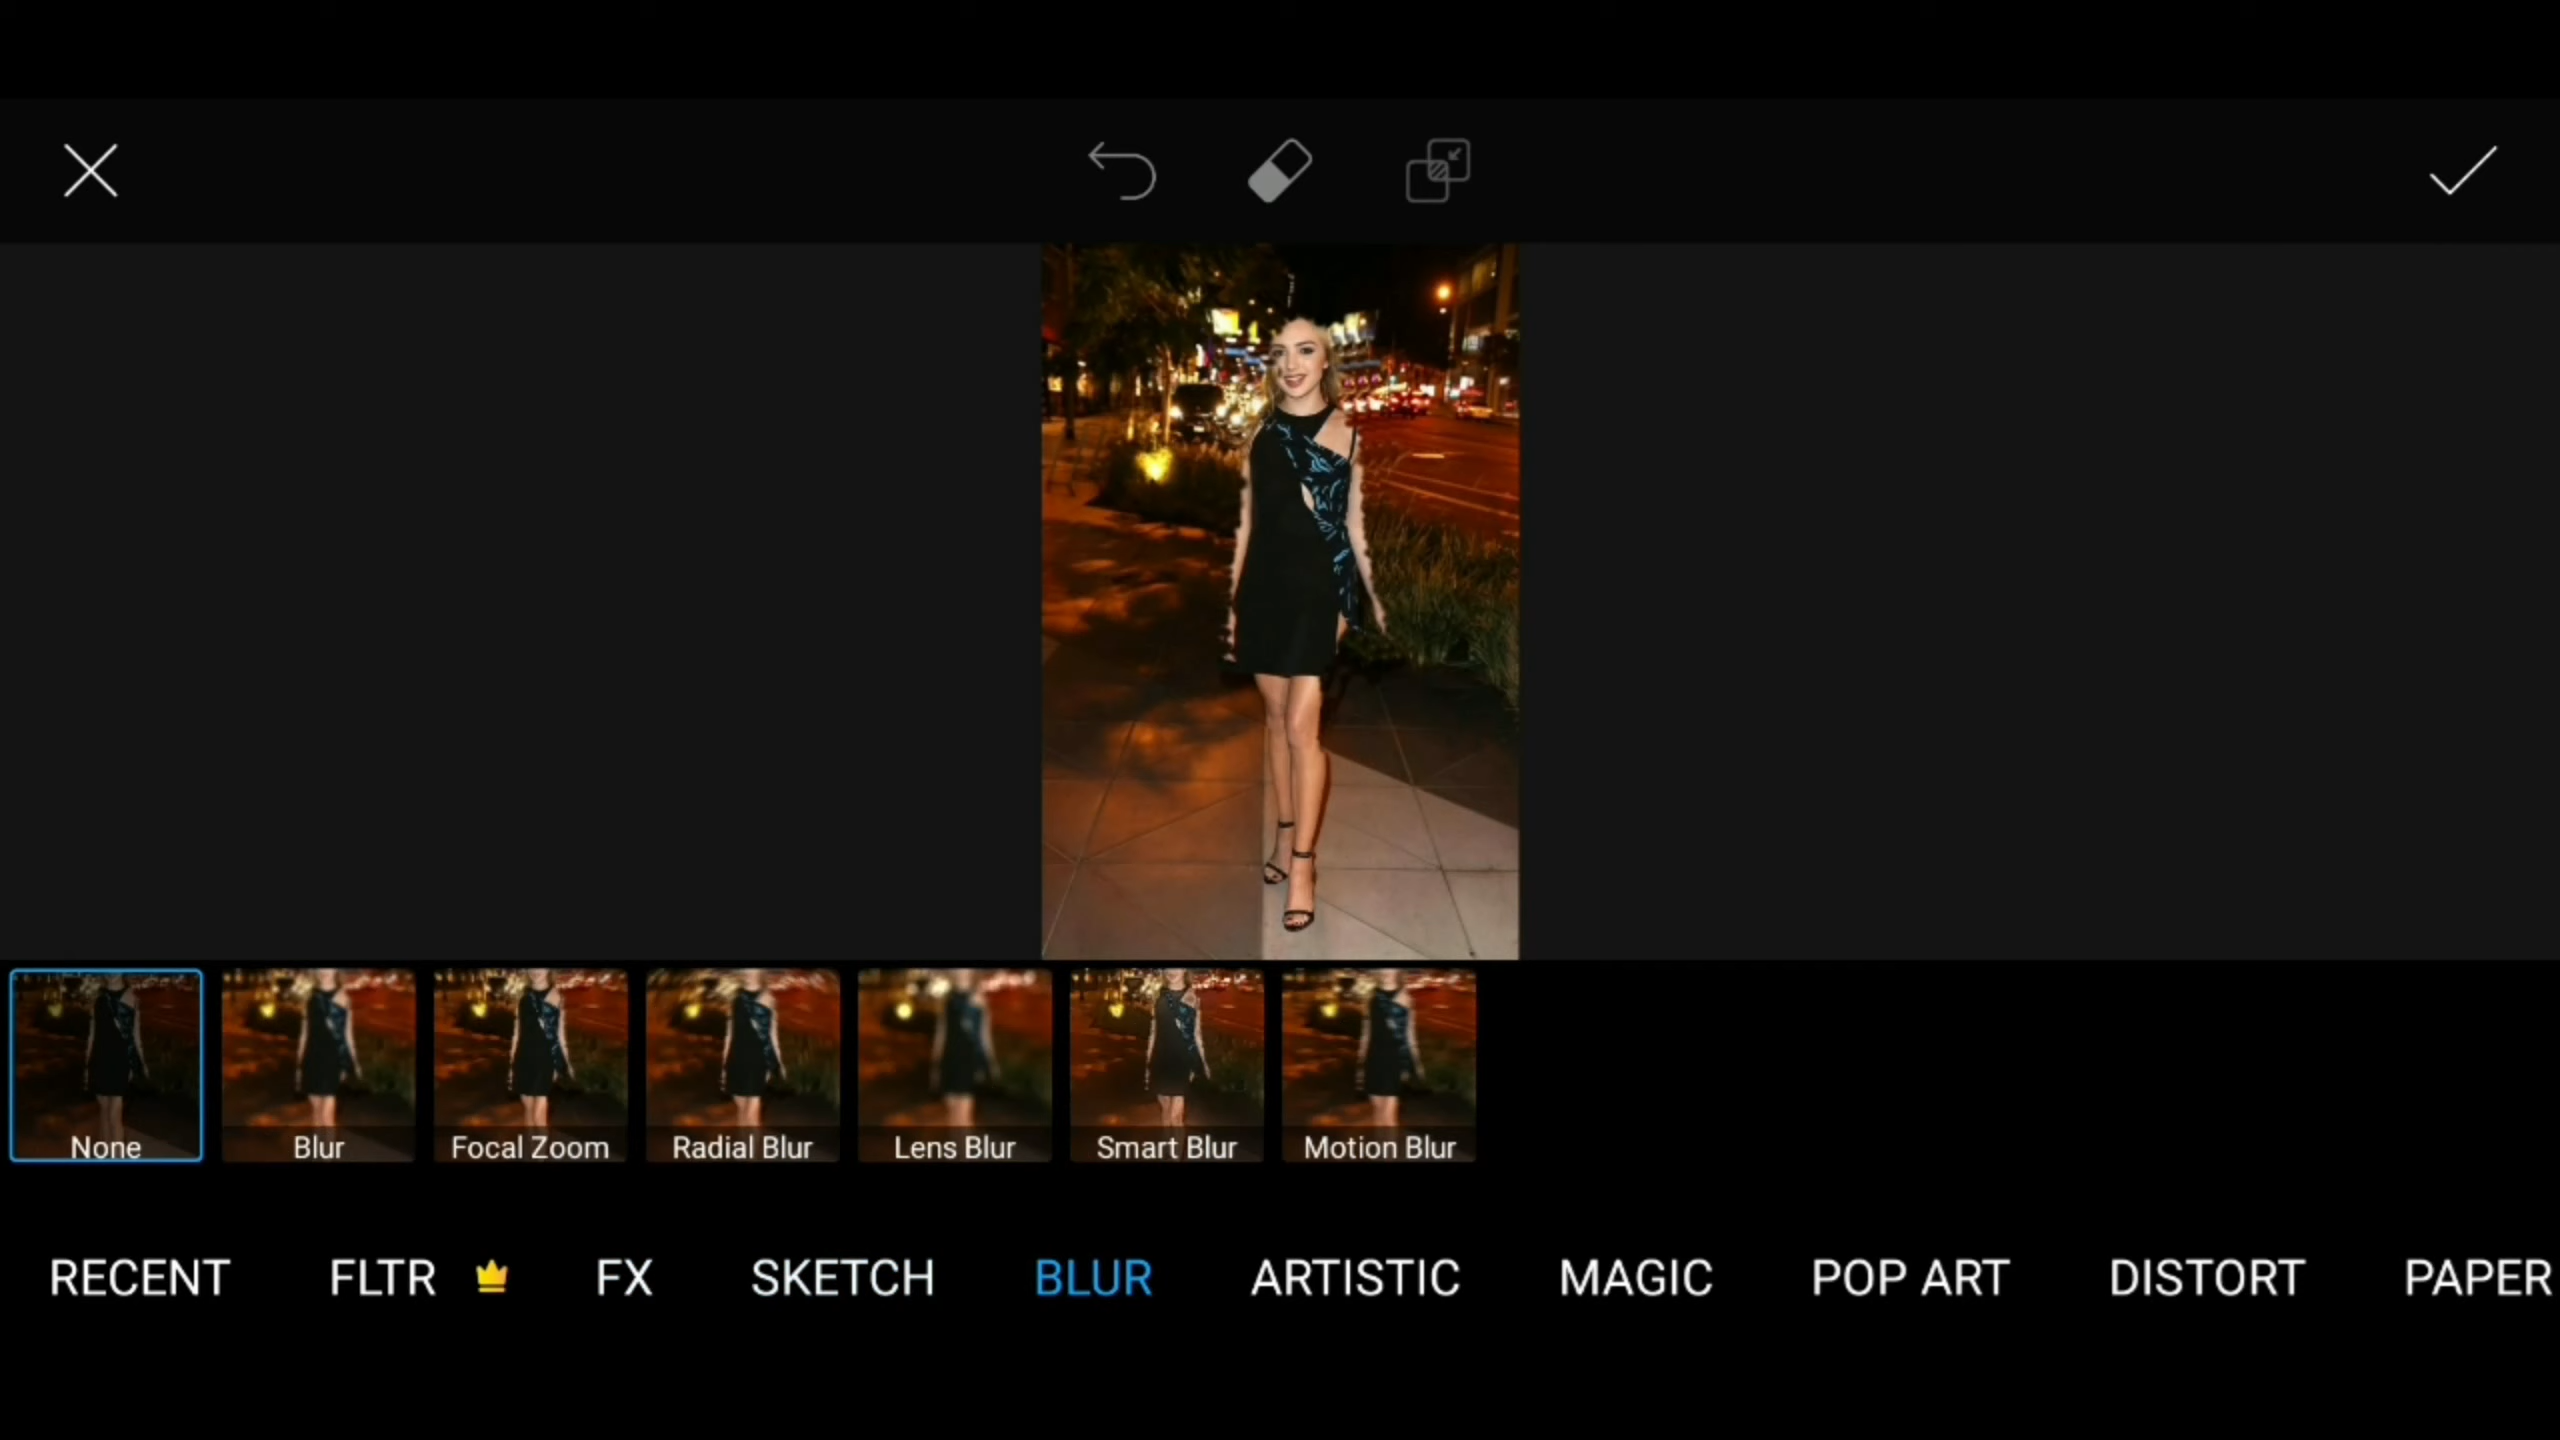 None
Blur
Focal Zoom
Radial Blur
Lens Blur
Smart Blur
Motion Blur
RECENT
FLTR
FX
SKETCH
BLUR
ARTISTIC
MAGIC
POP ART
DISTORT
PAPER